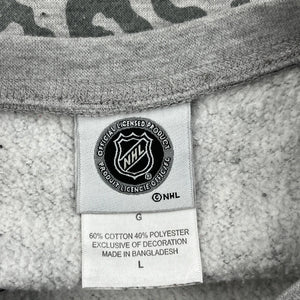 OFFICIAL LICENSED PRODUCT
NHL
PRODUIT LICENCIÉ OFFICIEL
© NHL
G
60% COTTON 40% POLYESTER
EXCLUSIVE OF DECORATION
MADE IN BANGLADESH
L